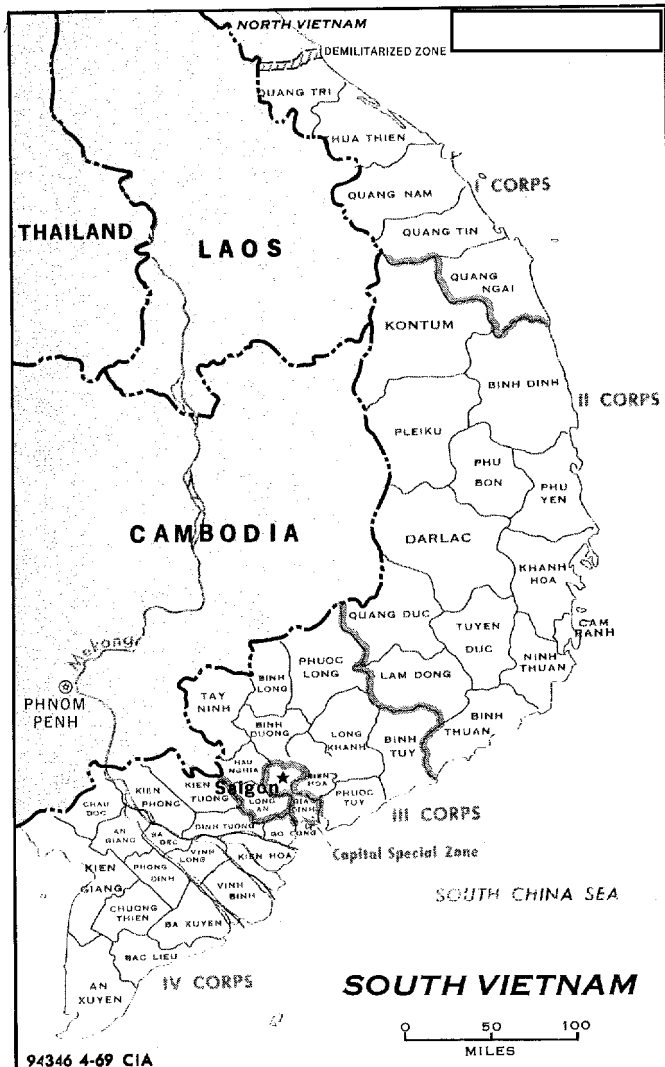 NORTH VIETNAM
DEMILITARIZED ZONE
QUANG TRI
THUA THIEN
I CORPS
QUANG NAM
THAILAND
LAOS
QUANG TIN
QUANG
NGAI
KONTUM
BINH DINH
II CORPS
PLEIKU
PHU
BON
PHU
YEN
CAMBODIA
DARLAC
KHANH
HOA
QUANG DUC
TUYEN
DUC
CAM
RANH
Mekong
PHUOC
LONG
LAM DONG
NINH
THUAN
BINH
LONG
TAY
NINH
PHNOM
PENH
BINH
DUONG
LONG
KHANH
BINH
TUY
BINH
THUAN
HAU
NGHIA
BIEN
HOA
Saigon
KIEN
PHONG
KIEN
TUONG
CHAU
DOC
LONG
AN
GIA
DINH
PHUOC
TUY
III CORPS
AN
GIANG
SA
DEC
DINH TUONG
GO CONG
VINH
LONG
KIEN HOA
Capital Special Zone
KIEN
GIANG
PHONG
DINH
VINH
BINH
SOUTH CHINA SEA
CHUONG
THIEN
BA XUYEN
BAC LIEU
AN
XUYEN
IV CORPS
SOUTH VIETNAM
0 50 100
MILES
94346 4-69 CIA